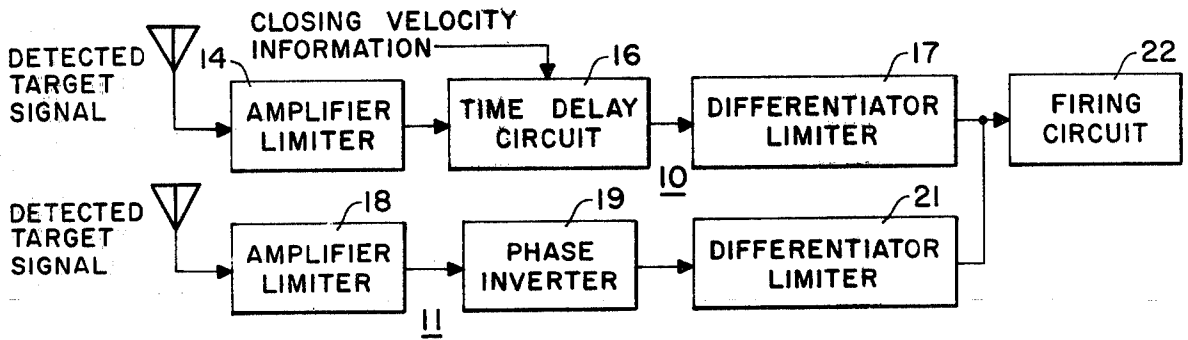 CLOSING VELOCITY
INFORMATION
DETECTED
TARGET
SIGNAL
14
AMPLIFIER
LIMITER
16
TIME DELAY
CIRCUIT
17
DIFFERENTIATOR
LIMITER
22
FIRING
CIRCUIT
10
DETECTED
TARGET
SIGNAL
18
AMPLIFIER
LIMITER
19
PHASE
INVERTER
21
DIFFERENTIATOR
LIMITER
11